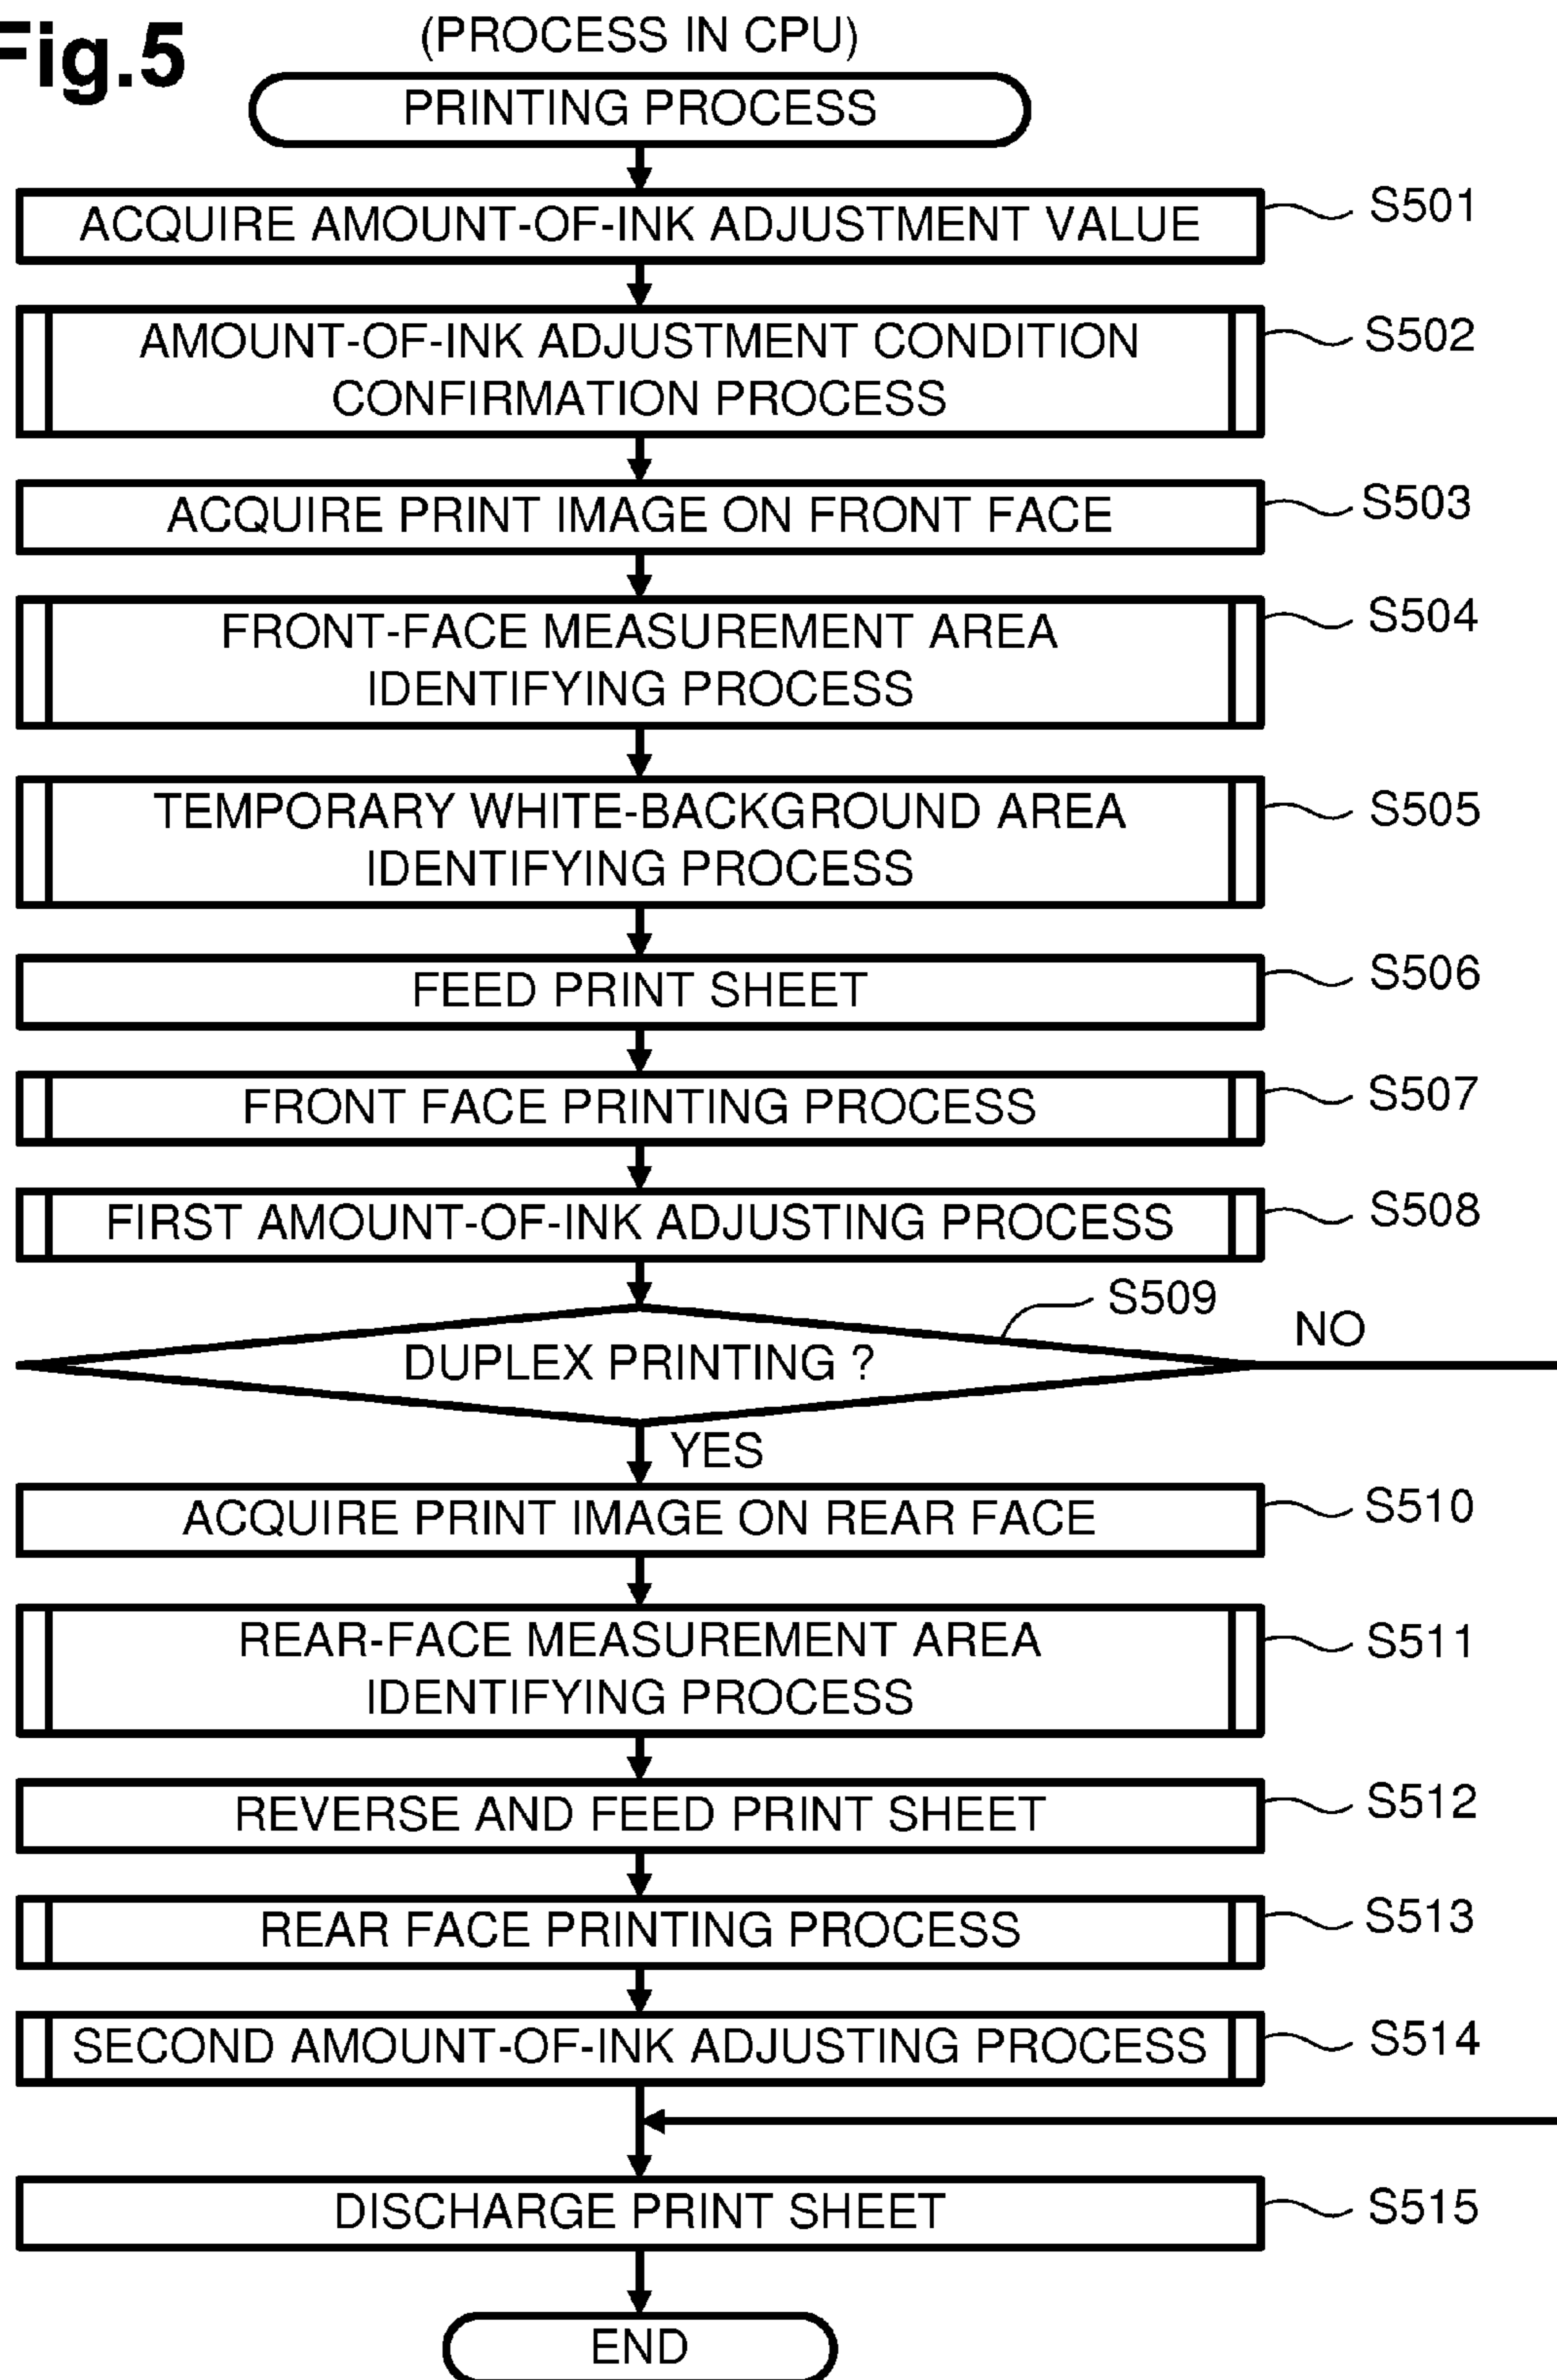 Fig.5
(PROCESS IN CPU)
PRINTING PROCESS
ACQUIRE AMOUNT-OF-INK ADJUSTMENT VALUE
S501
AMOUNT-OF-INK ADJUSTMENT CONDITION
CONFIRMATION PROCESS
S502
ACQUIRE PRINT IMAGE ON FRONT FACE
S503
FRONT-FACE MEASUREMENT AREA
IDENTIFYING PROCESS
S504
TEMPORARY WHITE-BACKGROUND AREA
IDENTIFYING PROCESS
S505
FEED PRINT SHEET
S506
FRONT FACE PRINTING PROCESS
S507
FIRST AMOUNT-OF-INK ADJUSTING PROCESS
S508
S509
DUPLEX PRINTING ?
NO
YES
ACQUIRE PRINT IMAGE ON REAR FACE
S510
REAR-FACE MEASUREMENT AREA
IDENTIFYING PROCESS
S511
REVERSE AND FEED PRINT SHEET
S512
REAR FACE PRINTING PROCESS
S513
SECOND AMOUNT-OF-INK ADJUSTING PROCESS
S514
DISCHARGE PRINT SHEET
S515
END